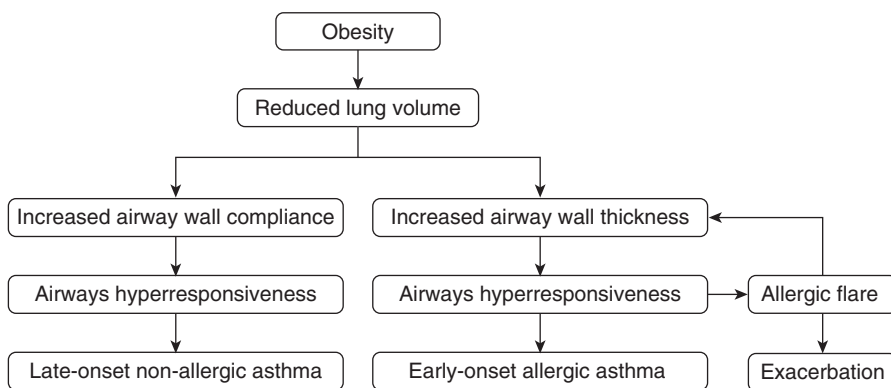 Obesity
Reduced lung volume
Increased airway wall compliance
Increased airway wall thickness
Airways hyperresponsiveness
Airways hyperresponsiveness
Allergic flare
Late-onset non-allergic asthma
Early-onset allergic asthma
Exacerbation